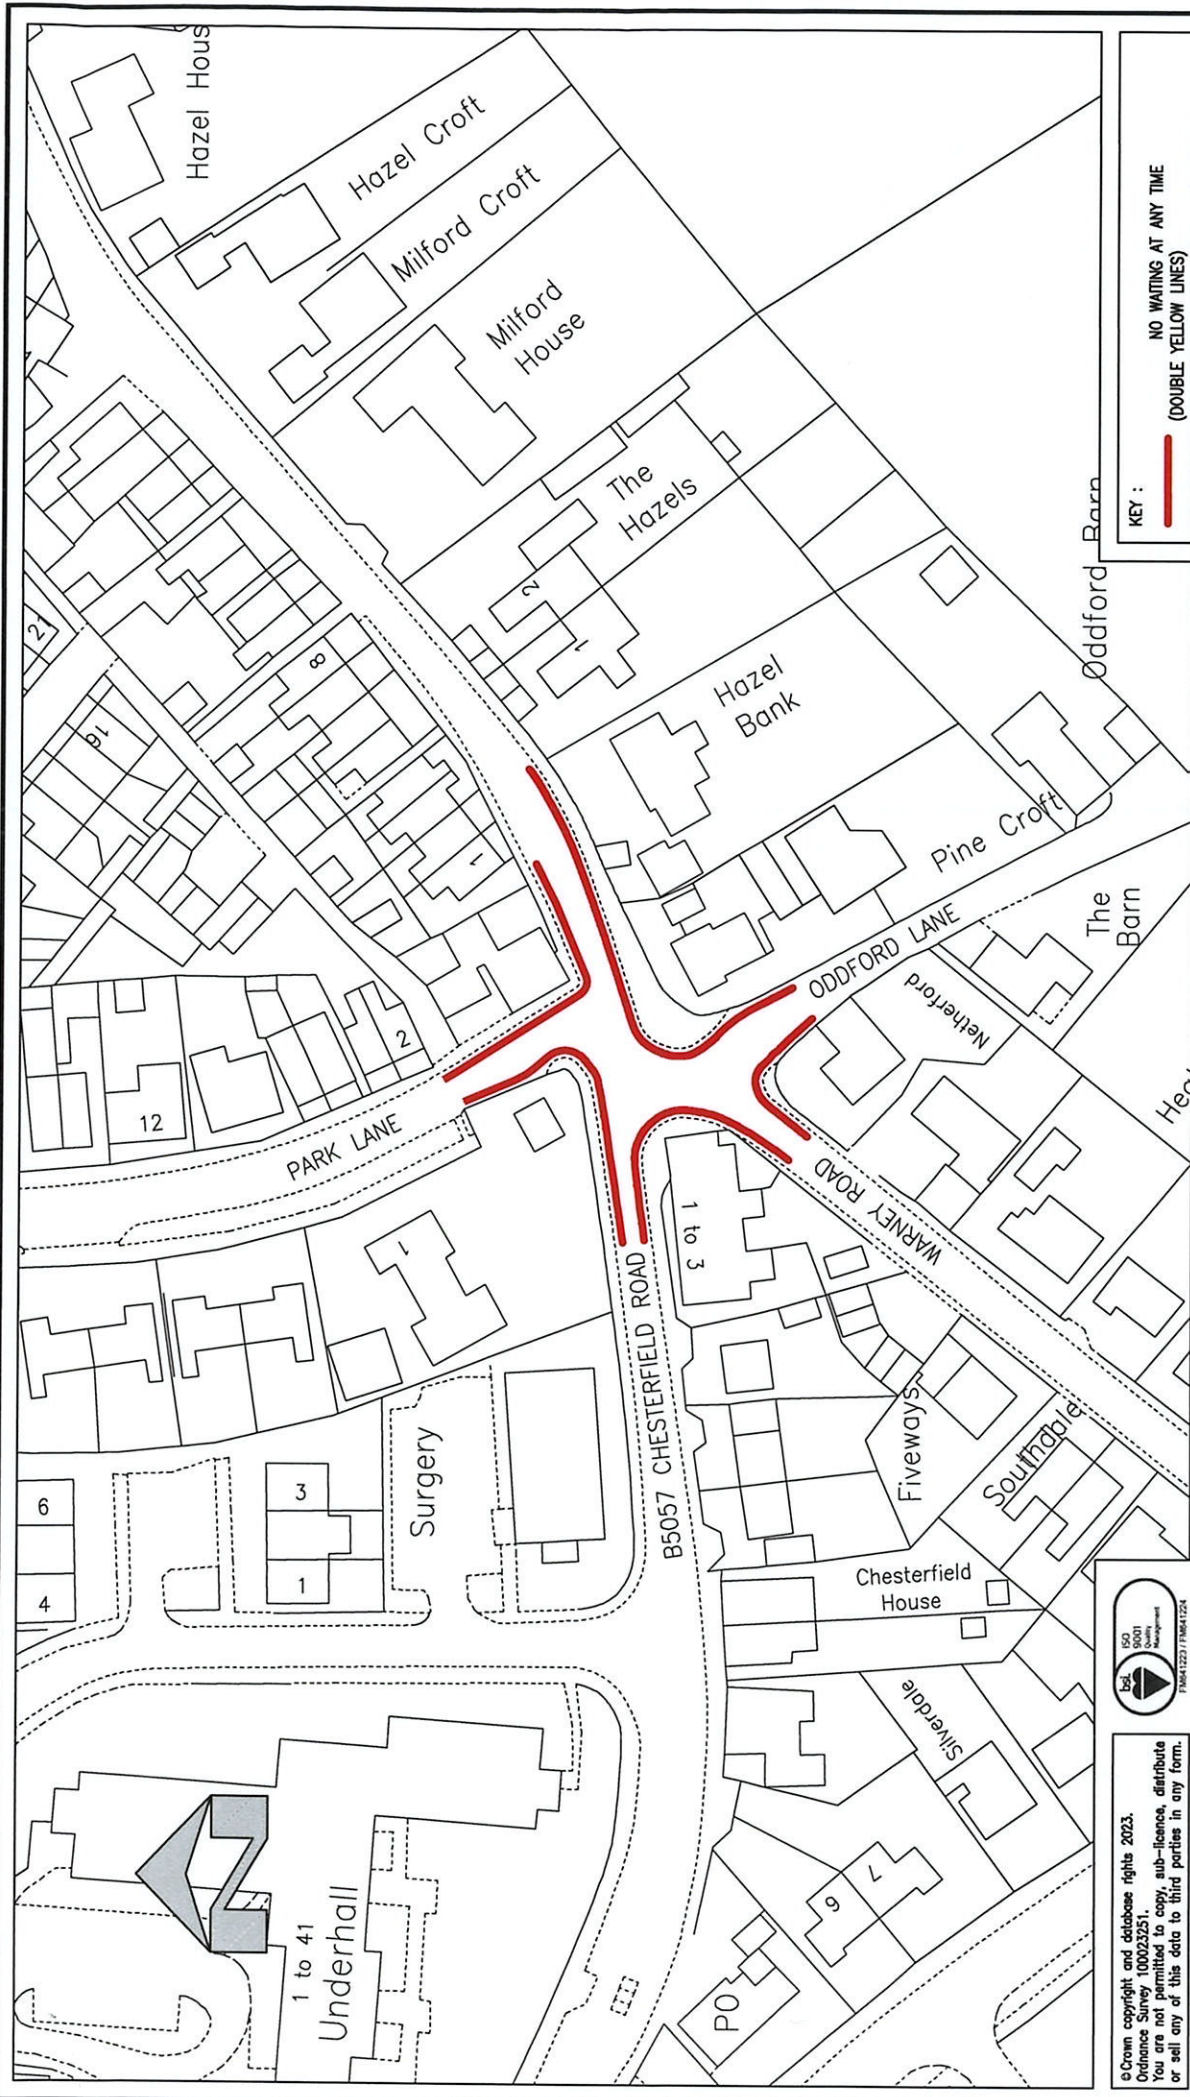 Hazel Hous
Hazel Croft
Milford Croft
Milford
House
The
Hazels
2
1
Hazel
Bank
21
16
8
1
2
12
PARK LANE
Pine Croft
Oddford Barn
ODDFORD LANE
The
Barn
Netherford
WARNEY ROAD
1 to 3
B5057 CHESTERFIELD ROAD
1
Surgery
3
1
6
4
Fiveways
Southdale
Chesterfield
House
Silverdale
7
6
PO
1 to 41
Underhall
N
KEY :
NO WAITING AT ANY TIME
(DOUBLE YELLOW LINES)
bsi.
ISO
9001
Quality
Management
FM641223 / FM641224
©Crown copyright and database rights 2023.
Ordnance Survey 100023251.
You are not permitted to copy, sub-licence, distribute
or sell any of this data to third parties in any form.